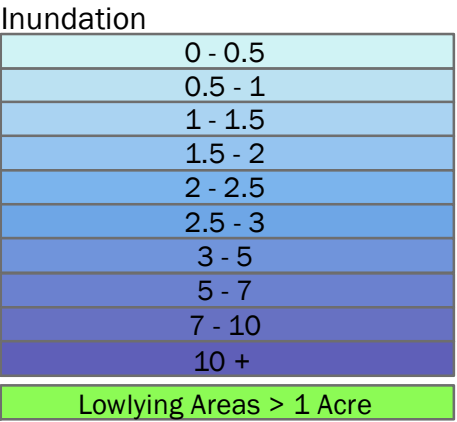 Inundation
0 - 0.5
0.5 - 1
1 - 1.5
1.5 - 2
2 - 2.5
2.5 - 3
3 - 5
5 - 7
7 - 10
10 +
Lowlying Areas > 1 Acre